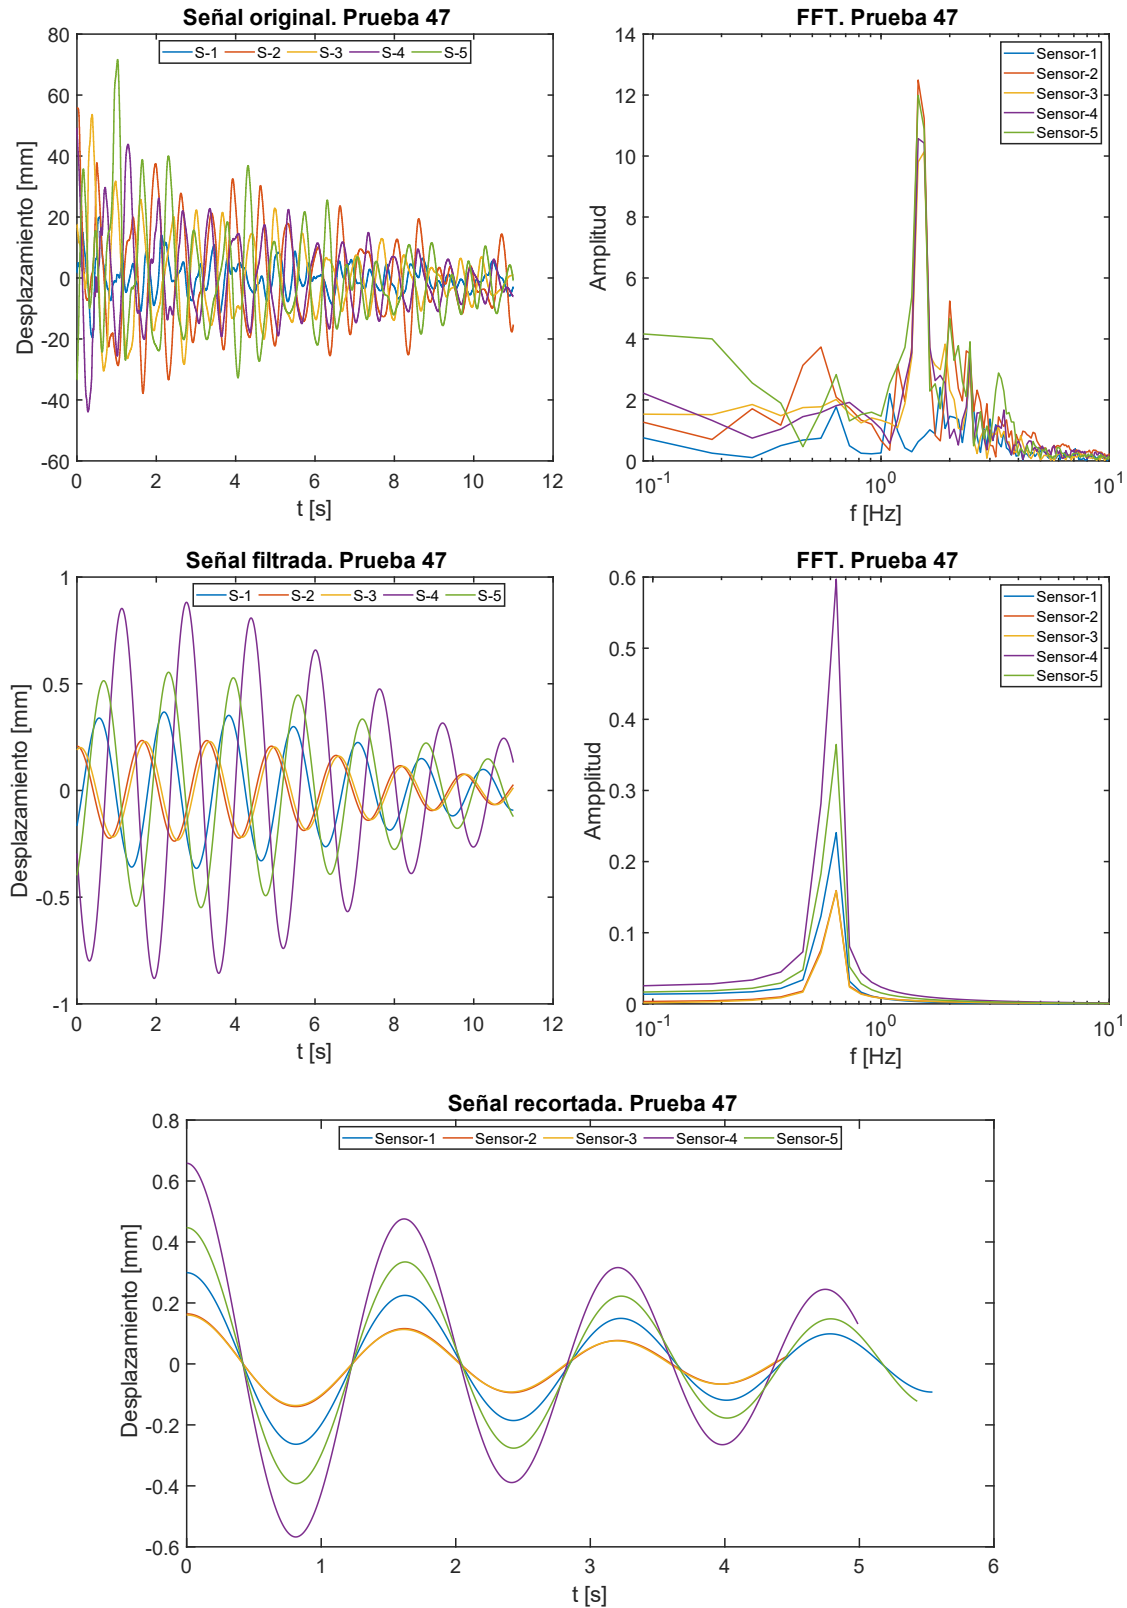 Señal original. Prueba 47
S-1 S-2 S-3 S-4 S-5
80
60
40
20
0
-20
-40
-60
Desplazamiento [mm]
0 2 4 6 8 10 12
t [s]
FFT. Prueba 47
Sensor-1
Sensor-2
Sensor-3
Sensor-4
Sensor-5
14
12
10
8
6
4
2
0
Amplitud
10-1 100 101
f [Hz]
Señal filtrada. Prueba 47
S-1 S-2 S-3 S-4 S-5
1
0.5
0
-0.5
-1
Desplazamiento [mm]
0 2 4 6 8 10 12
t [s]
FFT. Prueba 47
Sensor-1
Sensor-2
Sensor-3
Sensor-4
Sensor-5
0.6
0.5
0.4
0.3
0.2
0.1
0
Ampplitud
10-1 100 101
f [Hz]
Señal recortada. Prueba 47
Sensor-1 Sensor-2 Sensor-3 Sensor-4 Sensor-5
0.8
0.6
0.4
0.2
0
-0.2
-0.4
-0.6
Desplazamiento [mm]
0 1 2 3 4 5 6
t [s]